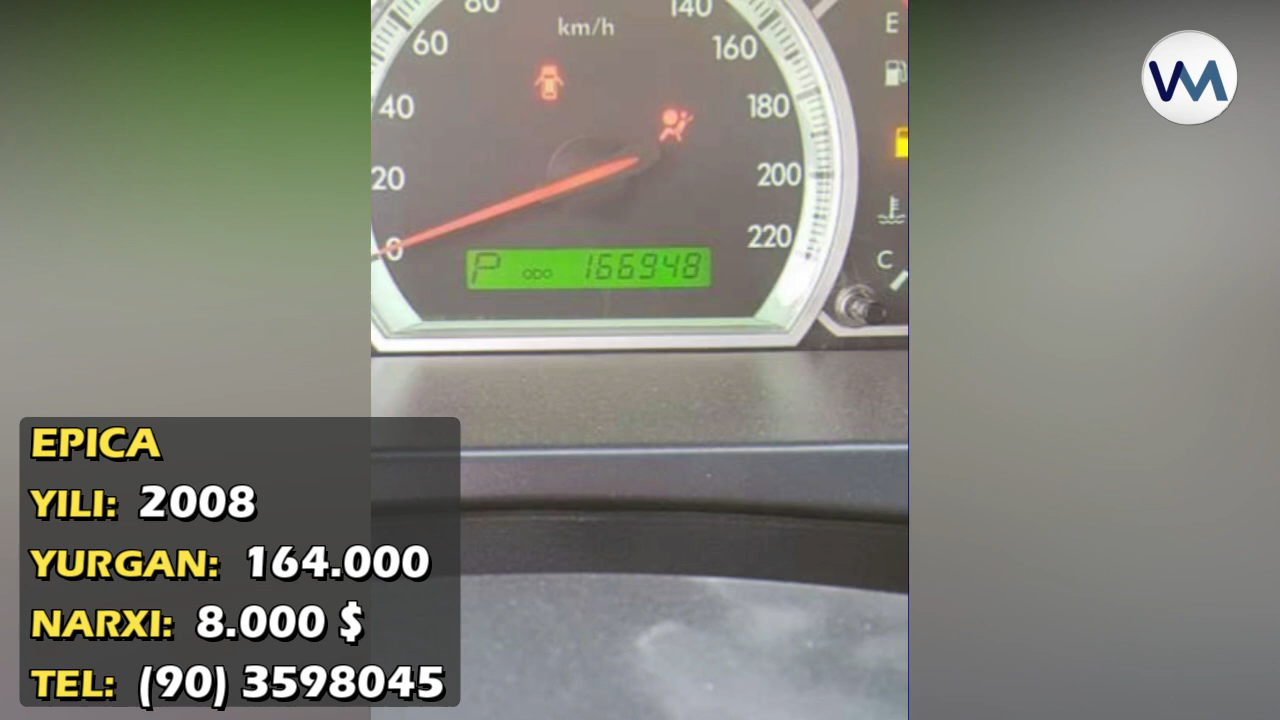 80
140
km/h
60
160
E
40
180
20
200
0
220
C
P ODO 166948
VM
EPICA
YILI: 2008
YURGAN: 164.000
NARXI: 8.000 $
TEL: (90) 3598045